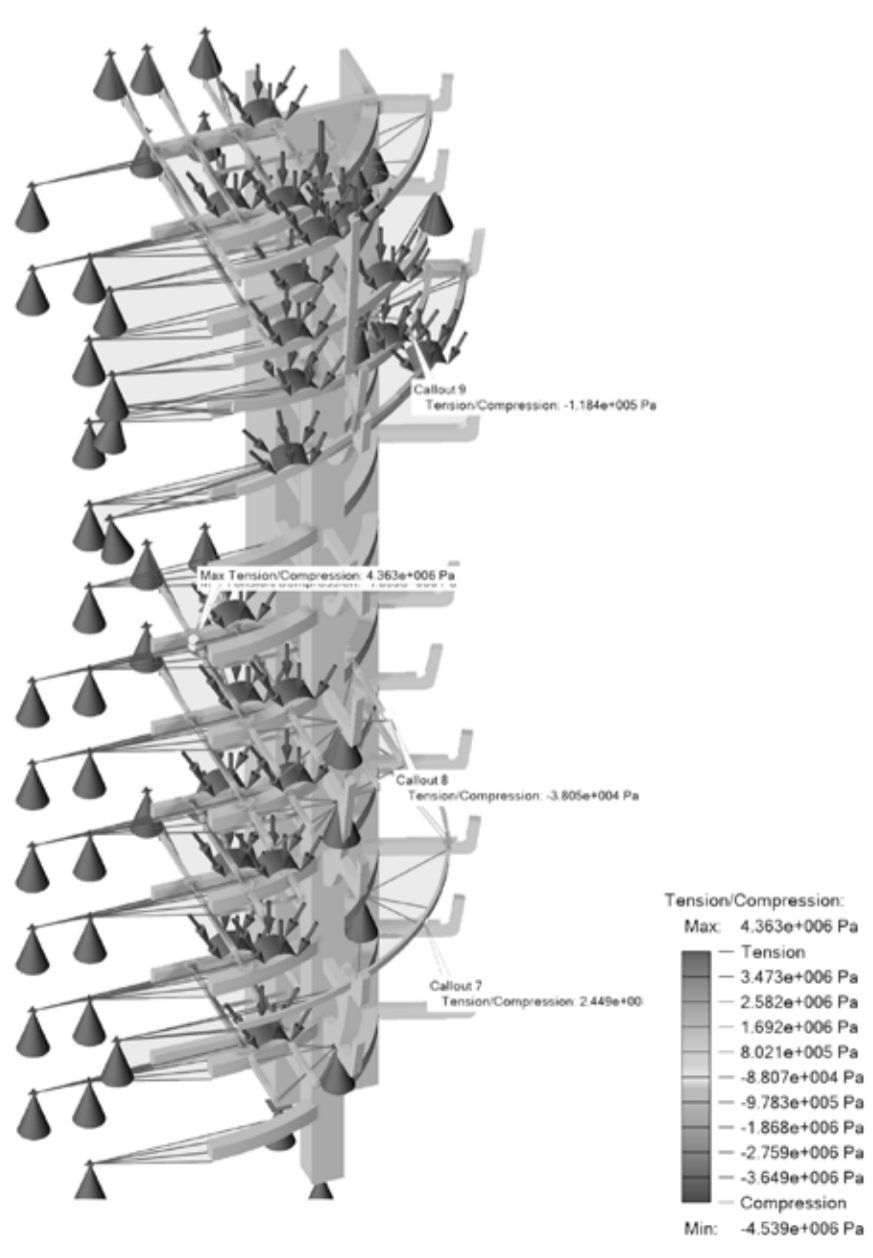 Callout 9
Tension/Compression: -1.184e+005 Pa
Max Tension/Compression: 4.363e+006 Pa
Callout 8
Tension/Compression: -3.805e+004 Pa
Callout 7
Tension/Compression: 2.449e+00
Tension/Compression:
Max: 4.363e+006 Pa
Tension
3.473e+006 Pa
2.582e+006 Pa
1.692e+006 Pa
8.021e+005 Pa
-8.807e+004 Pa
-9.783e+005 Pa
-1.868e+006 Pa
-2.759e+006 Pa
-3.649e+006 Pa
Compression
Min: -4.539e+006 Pa